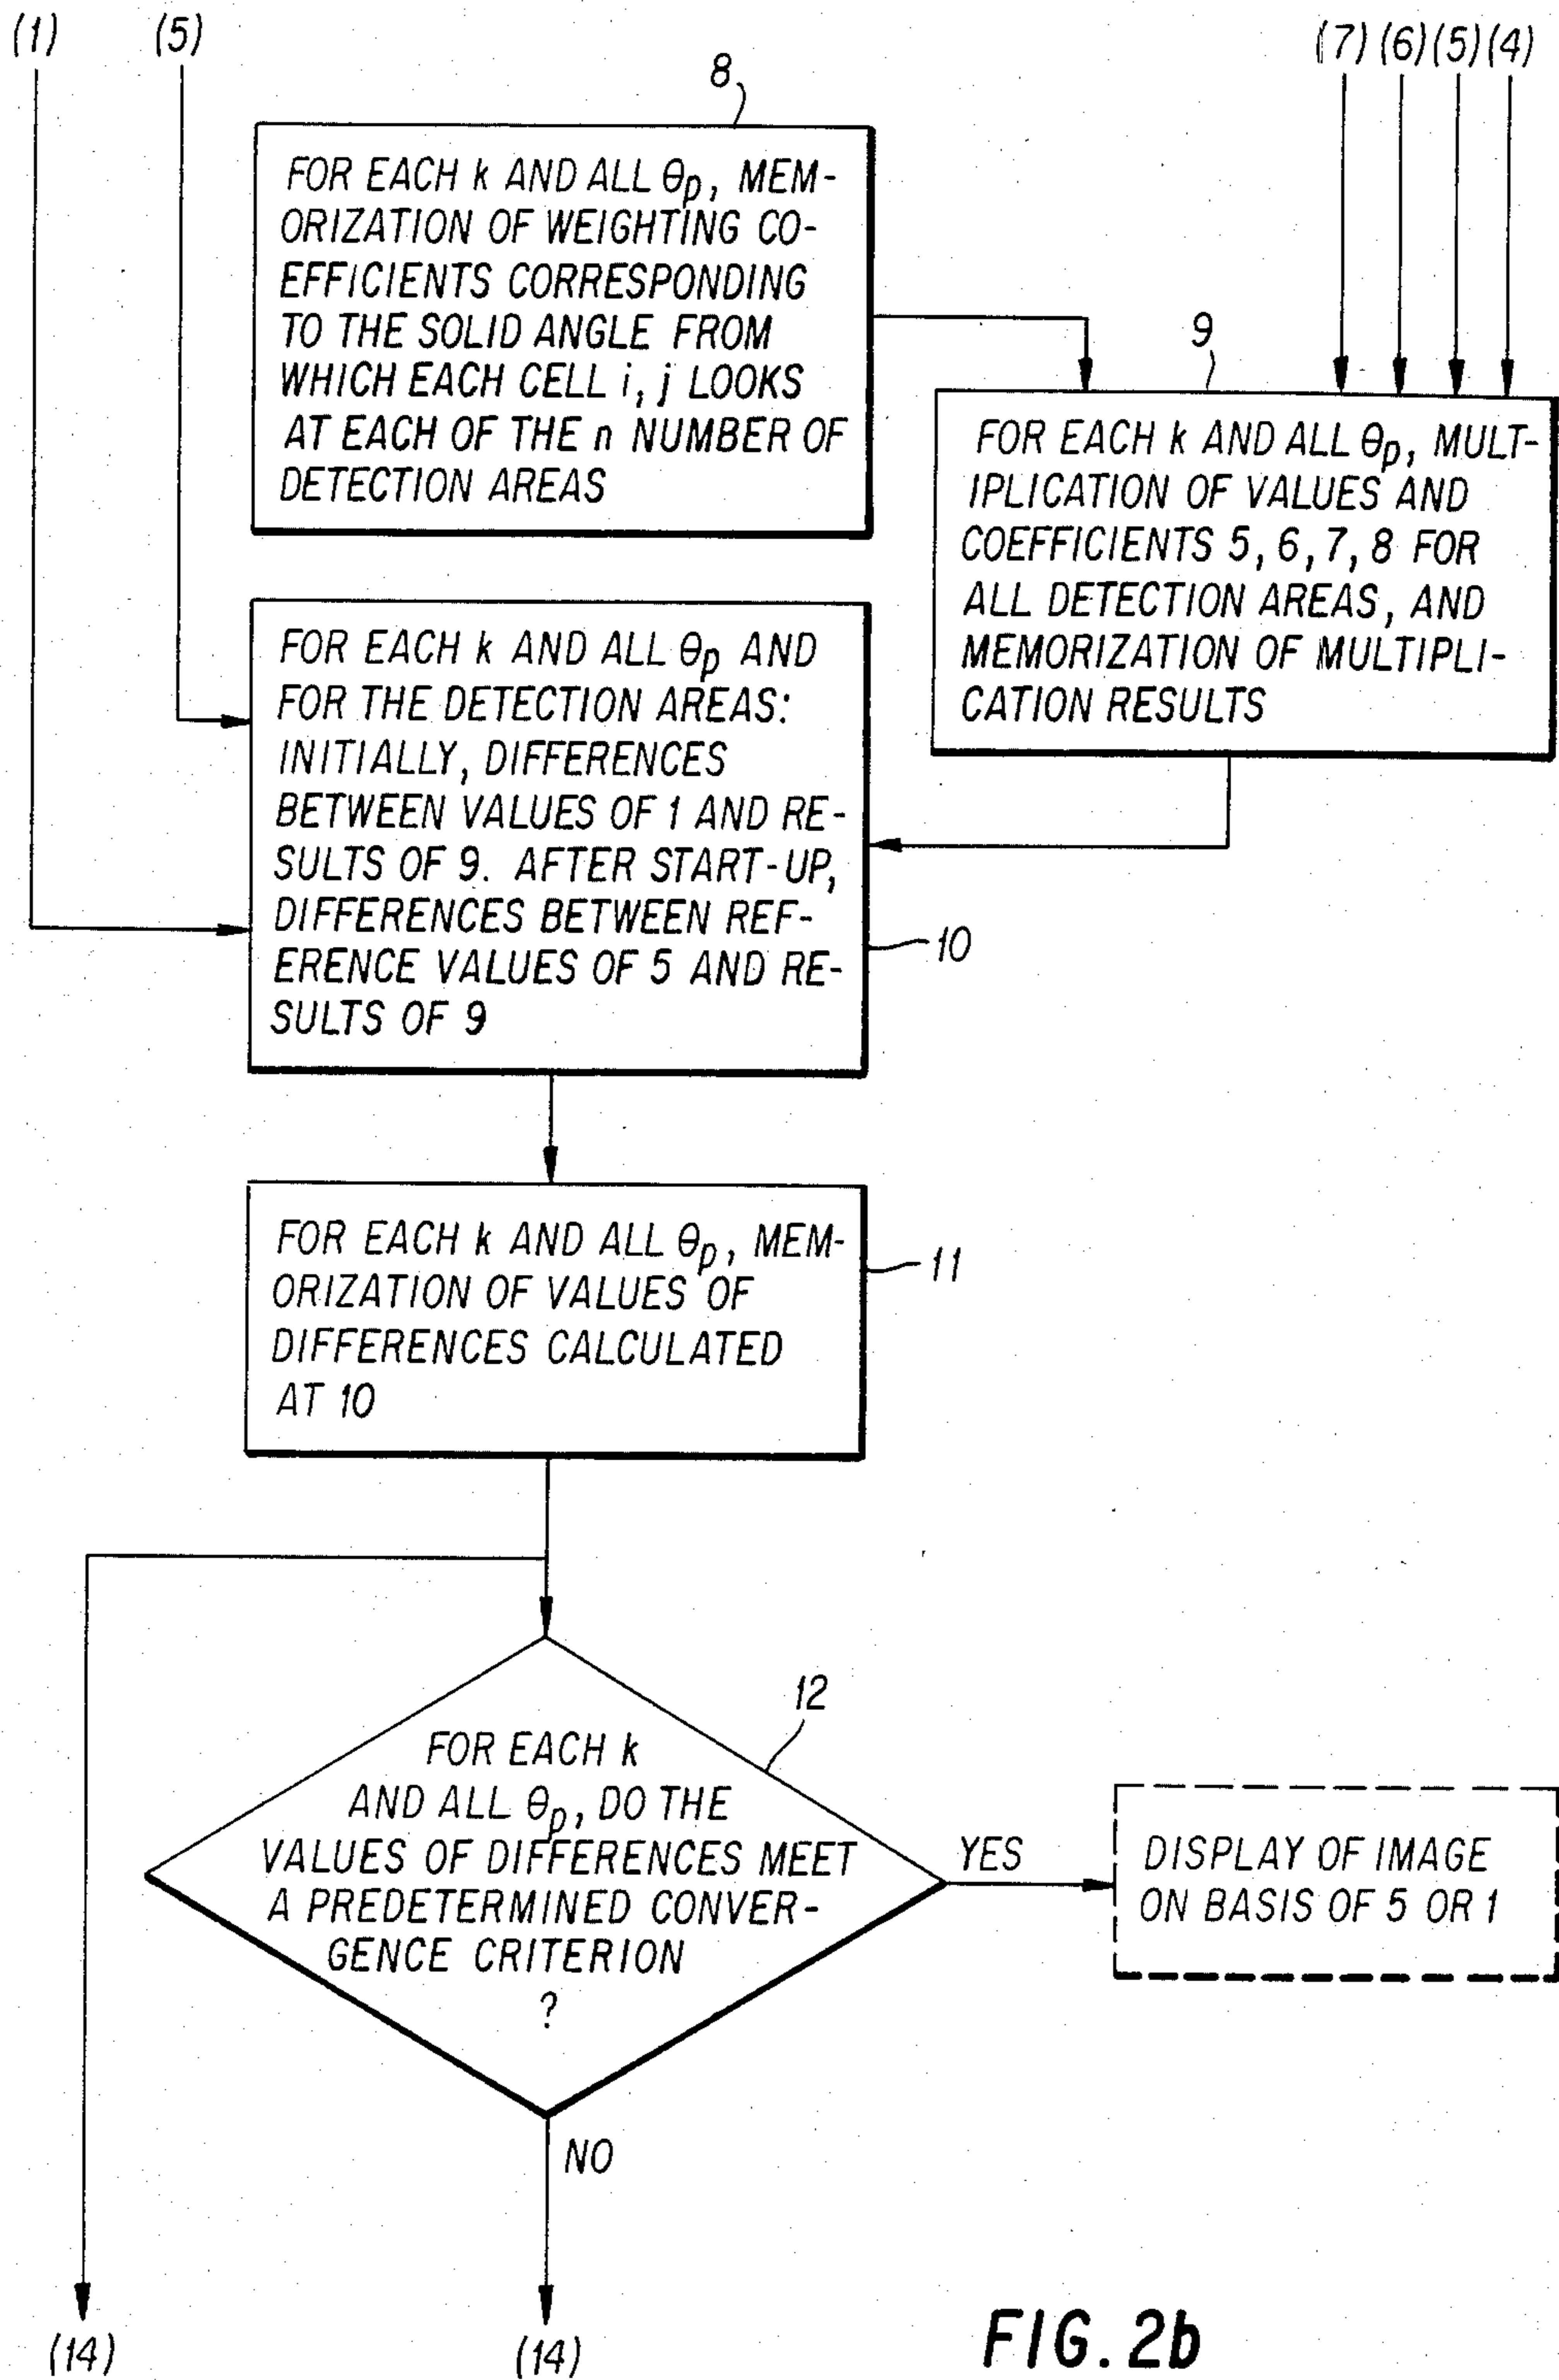 (1)
(5)
(7) (6) (5) (4)
8
FOR EACH k AND ALL θp, MEM-
ORIZATION OF WEIGHTING CO-
EFFICIENTS CORRESPONDING
TO THE SOLID ANGLE FROM
WHICH EACH CELL i, j LOOKS
AT EACH OF THE n NUMBER OF
DETECTION AREAS
9
FOR EACH k AND ALL θp, MULT-
IPLICATION OF VALUES AND
COEFFICIENTS 5, 6, 7, 8 FOR
ALL DETECTION AREAS, AND
MEMORIZATION OF MULTIPLI-
CATION RESULTS
FOR EACH k AND ALL θp AND
FOR THE DETECTION AREAS:
INITIALLY, DIFFERENCES
BETWEEN VALUES OF 1 AND RE-
SULTS OF 9. AFTER START-UP,
DIFFERENCES BETWEEN REF-
ERENCE VALUES OF 5 AND RE-
SULTS OF 9
10
FOR EACH k AND ALL θp, MEM-
ORIZATION OF VALUES OF
DIFFERENCES CALCULATED
AT 10
11
12
FOR EACH k
AND ALL θp, DO THE
VALUES OF DIFFERENCES MEET
A PREDETERMINED CONVER-
GENCE CRITERION
?
YES
DISPLAY OF IMAGE
ON BASIS OF 5 OR 1
NO
(14)
(14)
FIG. 2b